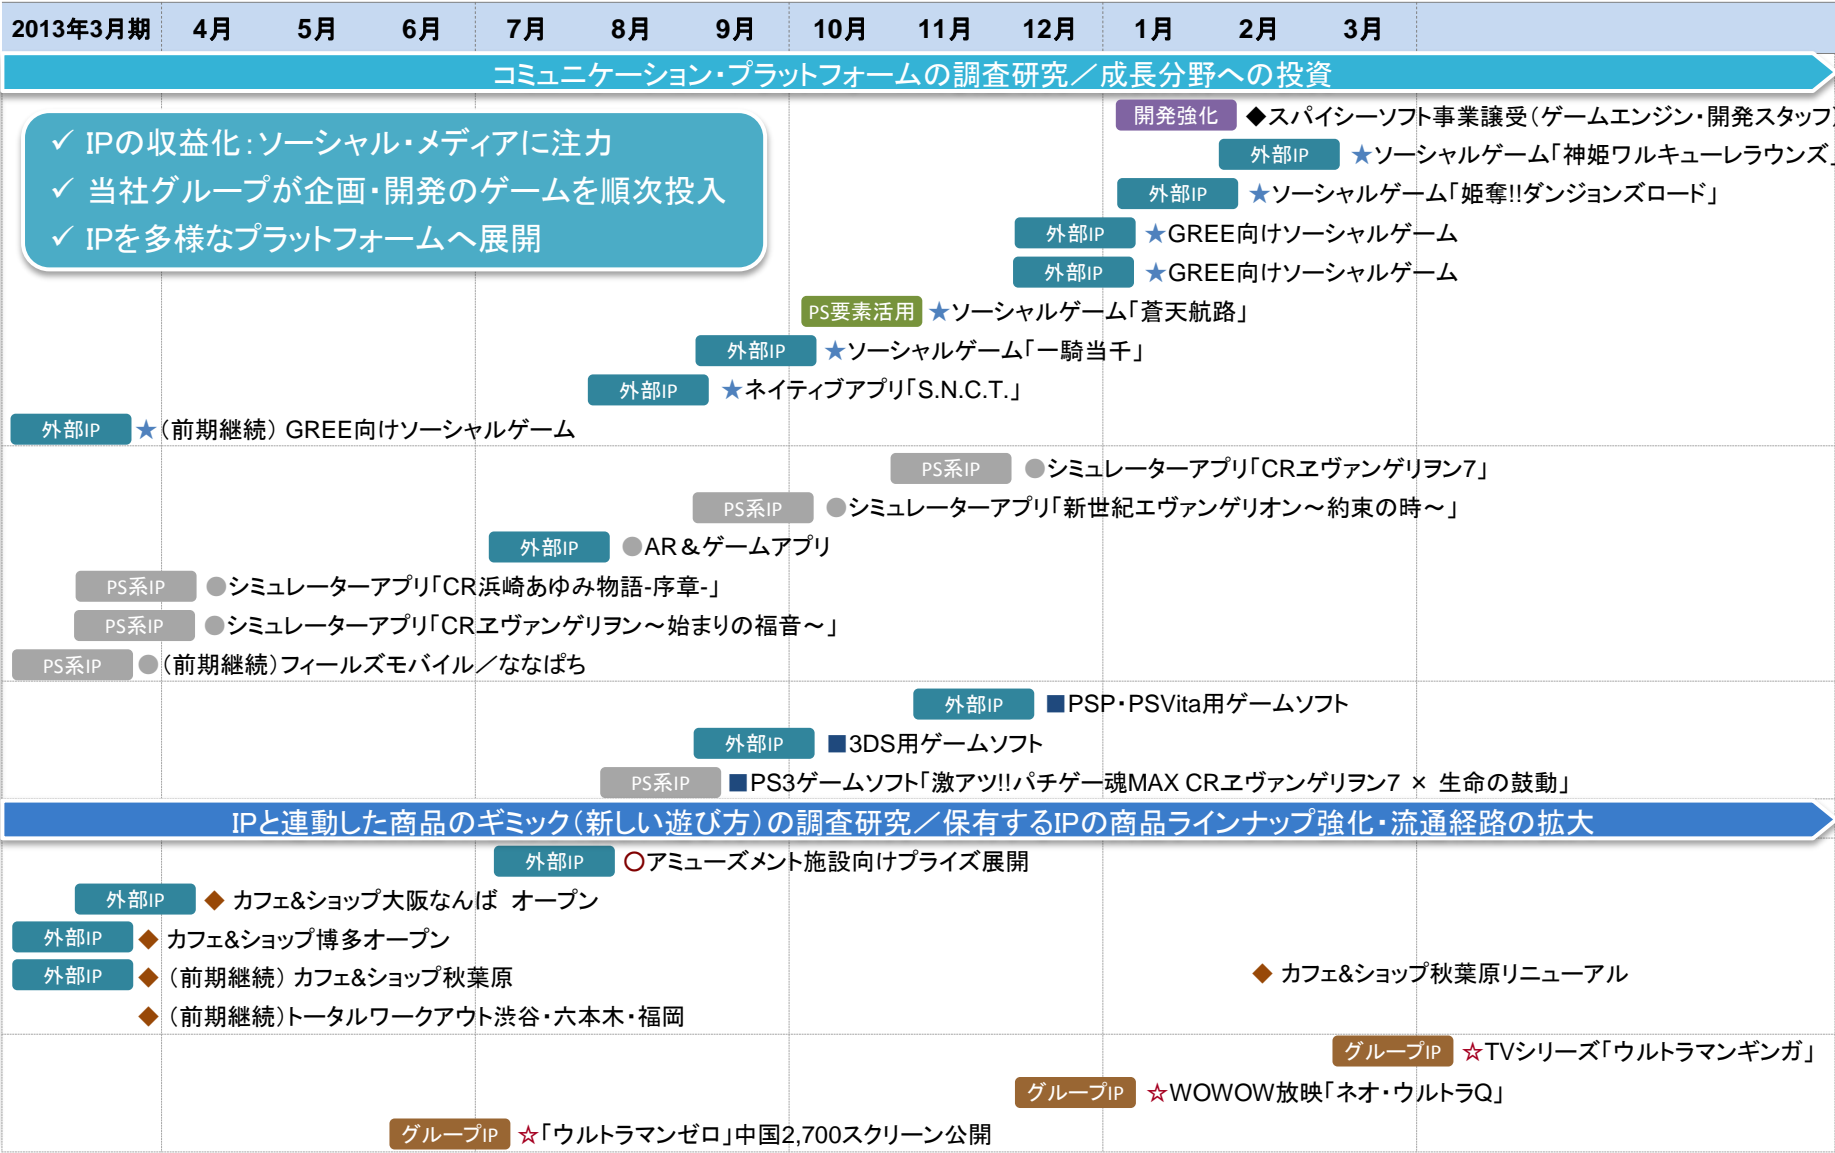 2013年3月期 4月 5月 6月 7月 8月 9月 10月 11月 12月 1月 2月 3月
コミュニケーション・プラットフォームの調査研究／成長分野への投資
✓ IPの収益化：ソーシャル・メディアに注力
✓ 当社グループが企画・開発のゲームを順次投入
✓ IPを多様なプラットフォームへ展開
開発強化 ◆スパイシーソフト事業譲受（ゲームエンジン・開発スタッフ）
外部IP ★ソーシャルゲーム「神姫ワルキューレラウンズ」
外部IP ★ソーシャルゲーム「姫奪!!ダンジョンズロード」
外部IP ★GREE向けソーシャルゲーム
外部IP ★GREE向けソーシャルゲーム
PS要素活用 ★ソーシャルゲーム「蒼天航路」
外部IP ★ソーシャルゲーム「一騎当千」
外部IP ★ネイティブアプリ「S.N.C.T.」
外部IP ★（前期継続） GREE向けソーシャルゲーム
PS系IP ●シミュレーターアプリ「CRヱヴァンゲリヲン7」
PS系IP ●シミュレーターアプリ「新世紀エヴァンゲリオン～約束の時～」
外部IP ●AR＆ゲームアプリ
PS系IP ●シミュレーターアプリ「CR浜崎あゆみ物語-序章-」
PS系IP ●シミュレーターアプリ「CRヱヴァンゲリヲン～始まりの福音～」
PS系IP ●（前期継続）フィールズモバイル／ななぱち
外部IP ■PSP・PSVita用ゲームソフト
外部IP ■3DS用ゲームソフト
PS系IP ■PS3ゲームソフト「激アツ!!パチゲー魂MAX CRヱヴァンゲリヲン7 × 生命の鼓動」
IPと連動した商品のギミック（新しい遊び方）の調査研究／保有するIPの商品ラインナップ強化・流通経路の拡大
外部IP ○アミューズメント施設向けプライズ展開
外部IP ◆ カフェ&ショップ大阪なんば オープン
外部IP ◆ カフェ&ショップ博多オープン
外部IP ◆ （前期継続） カフェ&ショップ秋葉原 ◆ カフェ&ショップ秋葉原リニューアル
◆ （前期継続）トータルワークアウト渋谷・六本木・福岡
グループIP ☆TVシリーズ「ウルトラマンギンガ」
グループIP ☆WOWOW放映「ネオ・ウルトラQ」
グループIP ☆「ウルトラマンゼロ」中国2,700スクリーン公開